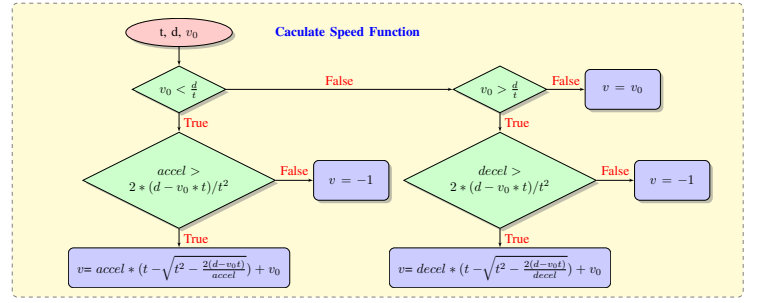 t, d, v₀
Caculate Speed Function
v₀ < d/t
False
v₀ > d/t
False
v = v₀
True
True
accel >
2 * (d − v₀ * t)/t²
False
v = −1
decel >
2 * (d − v₀ * t)/t²
False
v = −1
True
True
v= accel * (t −√(t² − 2(d−v₀t)/accel) + v₀
v= decel * (t −√(t² − 2(d−v₀t)/decel) + v₀